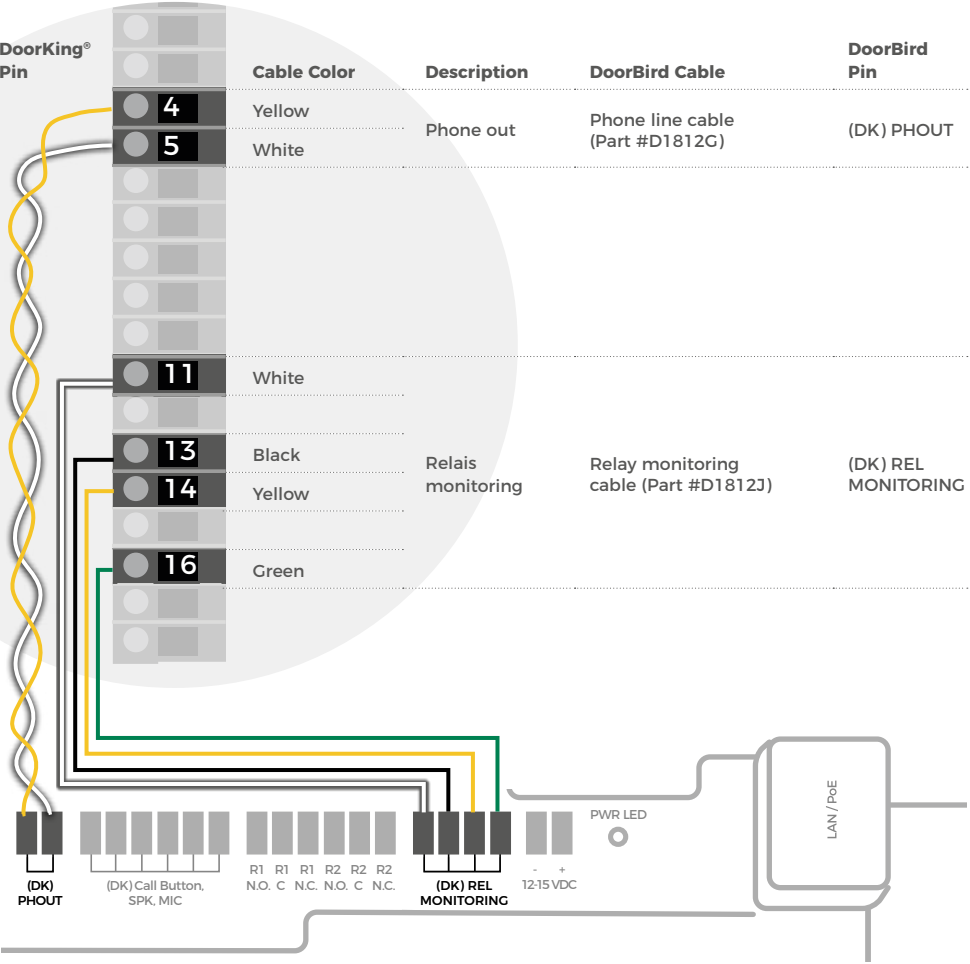 DoorKing®
Pin
Cable Color
Description
DoorBird Cable
DoorBird
Pin
4
Yellow
5
White
Phone out
Phone line cable
(Part #D1812G)
(DK) PHOUT
11
White
13
Black
14
Yellow
16
Green
Relais
monitoring
Relay monitoring
cable (Part #D1812J)
(DK) REL
MONITORING
LAN / PoE
PWR LED
(DK)
PHOUT
(DK) Call Button,
SPK, MIC
R1 R1 R1 R2 R2 R2
N.O. C N.C. N.O. C N.C.
(DK) REL
MONITORING
- +
12-15 VDC